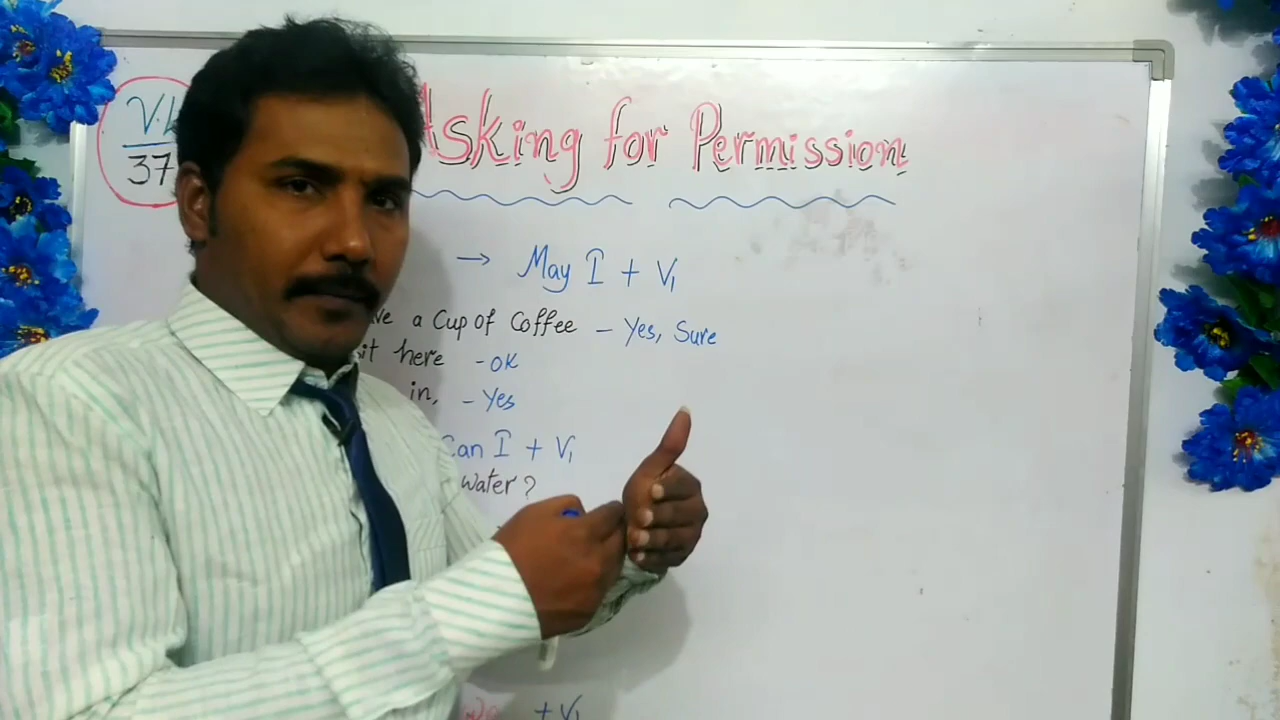 Asking for Permission
V.L
37
→ May I + V₁
a Cup of Coffee – Yes, Sure
here - OK
in, - Yes
Can I + V₁
water?
+ V₁